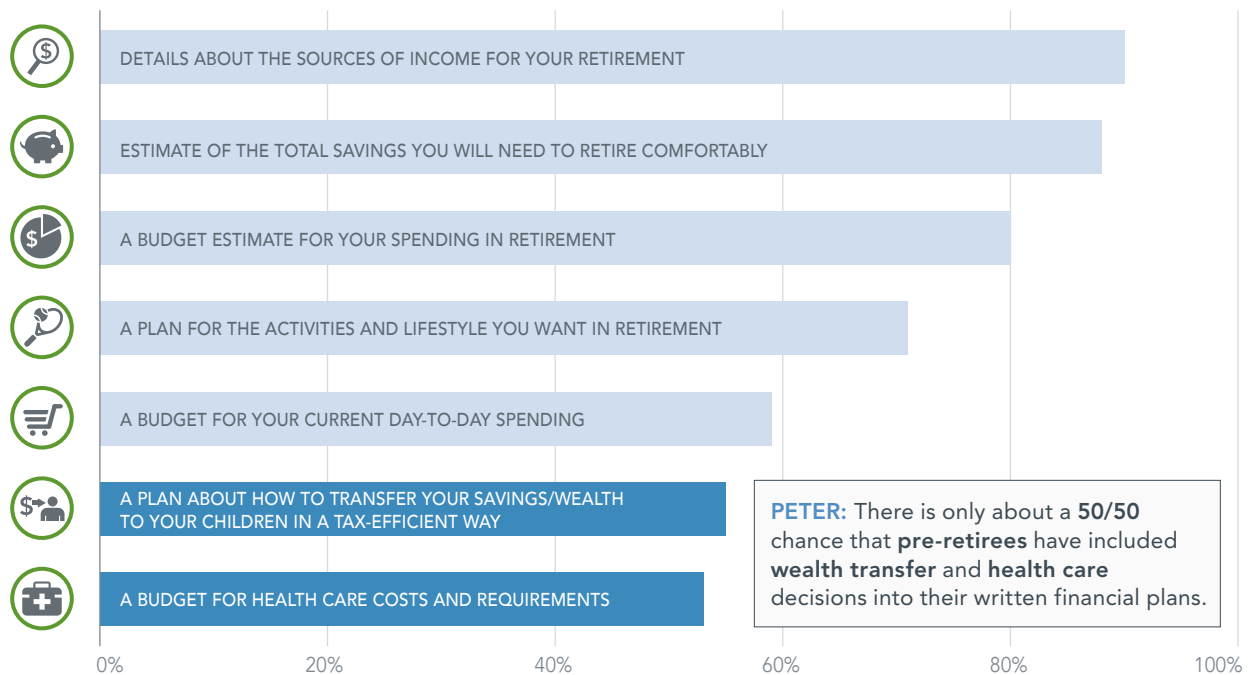 $
DETAILS ABOUT THE SOURCES OF INCOME FOR YOUR RETIREMENT
ESTIMATE OF THE TOTAL SAVINGS YOU WILL NEED TO RETIRE COMFORTABLY
$
A BUDGET ESTIMATE FOR YOUR SPENDING IN RETIREMENT
A PLAN FOR THE ACTIVITIES AND LIFESTYLE YOU WANT IN RETIREMENT
A BUDGET FOR YOUR CURRENT DAY-TO-DAY SPENDING
$
A PLAN ABOUT HOW TO TRANSFER YOUR SAVINGS/WEALTH
TO YOUR CHILDREN IN A TAX-EFFICIENT WAY
A BUDGET FOR HEALTH CARE COSTS AND REQUIREMENTS
PETER: There is only about a 50/50
chance that pre-retirees have included
wealth transfer and health care
decisions into their written financial plans.
0% 20% 40% 60% 80% 100%